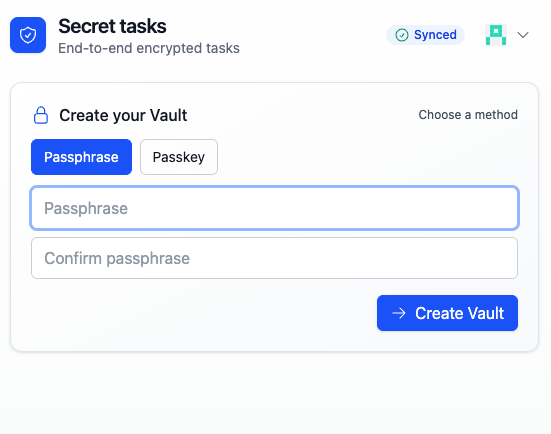 Secret tasks
End-to-end encrypted tasks
Synced
Create your Vault
Choose a method
Passphrase
Passkey
Passphrase
Confirm passphrase
Create Vault